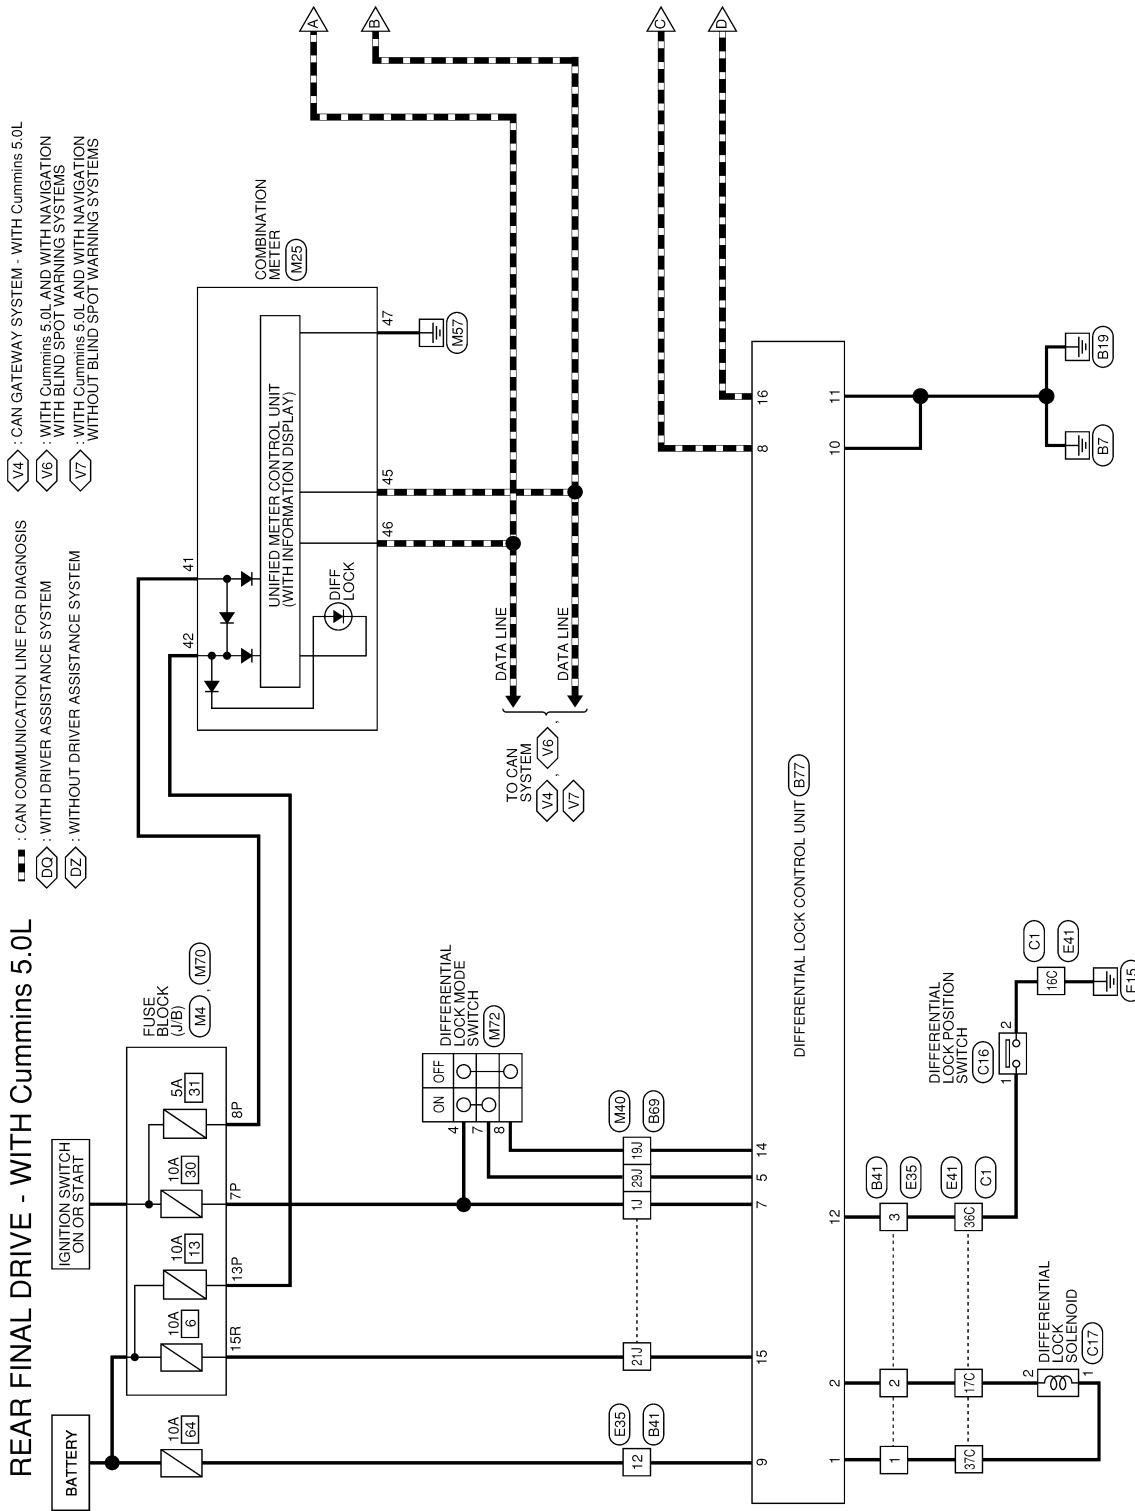 REAR FINAL DRIVE - WITH Cummins 5.0L
: CAN COMMUNICATION LINE FOR DIAGNOSIS
DQ : WITH DRIVER ASSISTANCE SYSTEM
DZ : WITHOUT DRIVER ASSISTANCE SYSTEM
V4 : CAN GATEWAY SYSTEM - WITH Cummins 5.0L
V6 : WITH Cummins 5.0L AND WITH NAVIGATION
WITH BLIND SPOT WARNING SYSTEMS
V7 : WITH Cummins 5.0L AND WITH NAVIGATION
WITHOUT BLIND SPOT WARNING SYSTEMS
BATTERY
IGNITION SWITCH
ON OR START
10A
64
10A
6
10A
13
10A
30
5A
31
FUSE
BLOCK
(J/B)
M4 , M70
15R
13P
7P
8P
42
41
COMBINATION
METER
M25
UNIFIED METER CONTROL UNIT
(WITH INFORMATION DISPLAY)
DIFF
LOCK
46
45
47
M57
A
B
C
D
DATA LINE
DATA LINE
TO CAN
SYSTEM
V4 , V6 ,
V7
DIFFERENTIAL
LOCK MODE
SWITCH
M72
ON
OFF
4
7
8
E35
B41
12
21J
1J
29J
19J
M40
B69
9
15
7
5
14
8
16
DIFFERENTIAL LOCK CONTROL UNIT B77
1
2
12
10
11
1
2
3
B41
E35
37C
17C
36C
E41
C1
2
1
DIFFERENTIAL
LOCK
SOLENOID
C17
DIFFERENTIAL
LOCK POSITION
SWITCH
C16
1
2
16C
C1
E41
E15
B7
B19